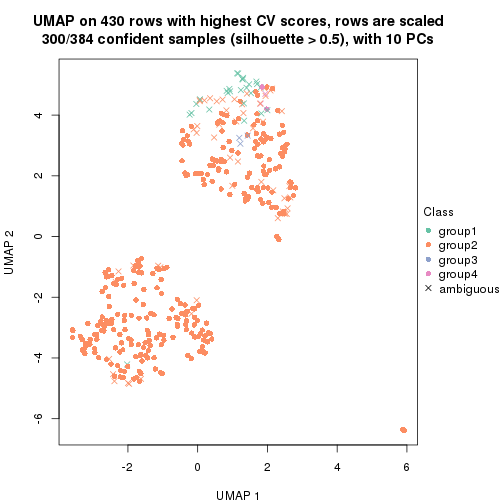 UMAP on 430 rows with highest CV scores, rows are scaled
300/384 confident samples (silhouette > 0.5), with 10 PCs
4
2
0
-2
-4
-6
UMAP 2
-2
0
2
4
6
UMAP 1
Class
group1
group2
group3
group4
ambiguous